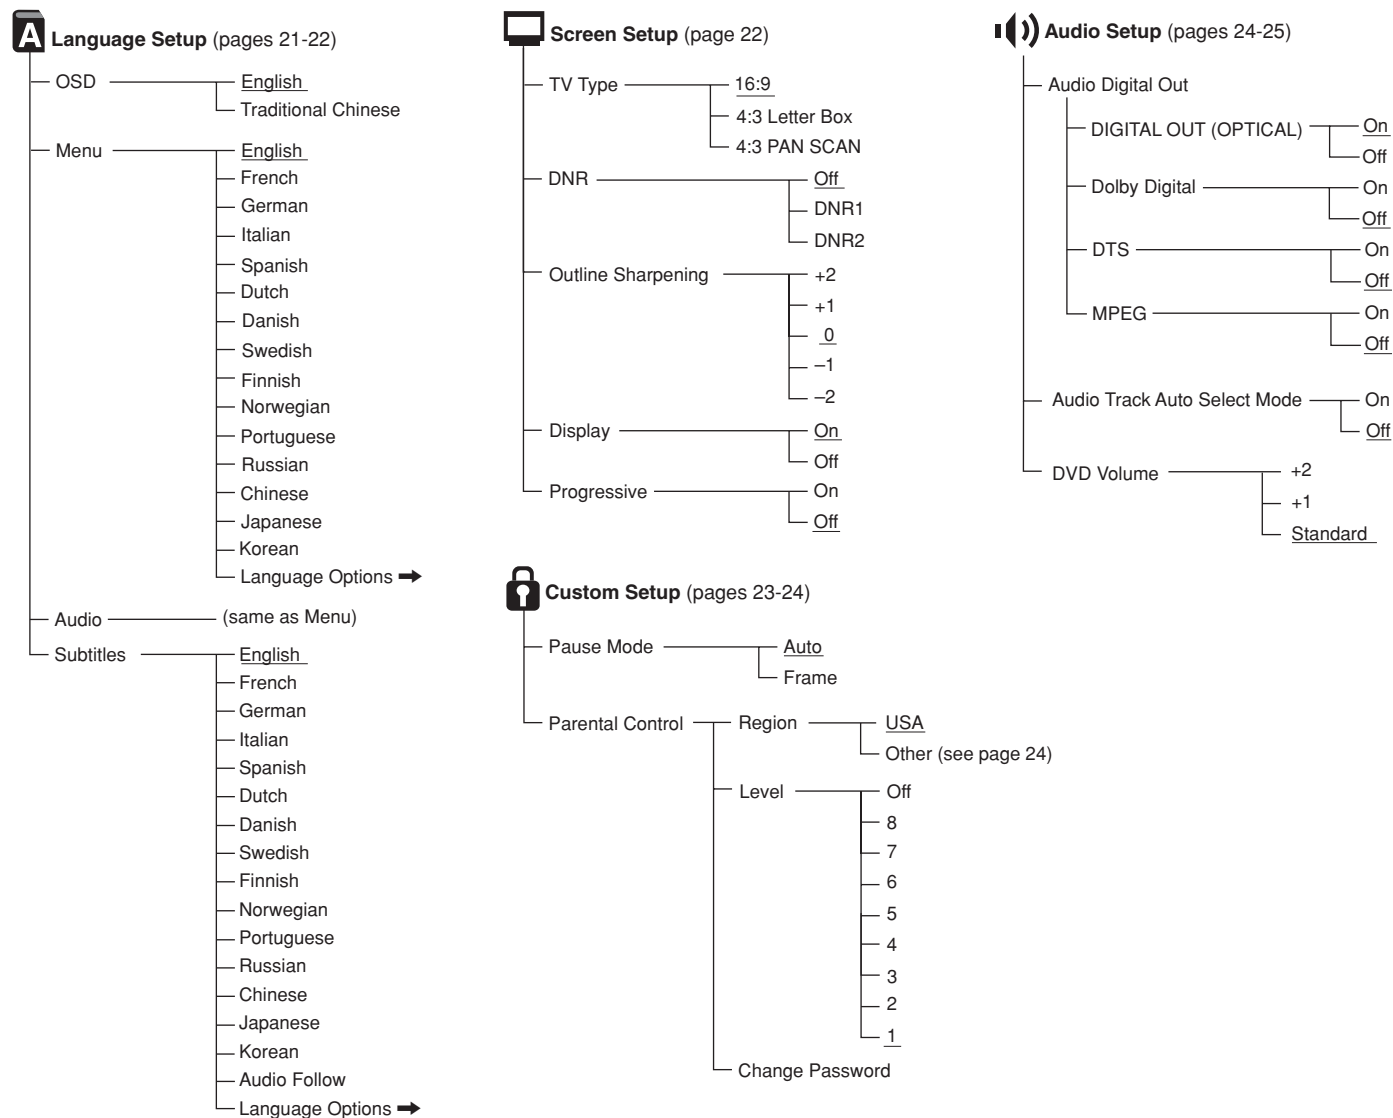 A Language Setup (pages 21-22)
OSD
English
Traditional Chinese
Menu
English
French
German
Italian
Spanish
Dutch
Danish
Swedish
Finnish
Norwegian
Portuguese
Russian
Chinese
Japanese
Korean
Language Options
Audio
(same as Menu)
Subtitles
English
French
German
Italian
Spanish
Dutch
Danish
Swedish
Finnish
Norwegian
Portuguese
Russian
Chinese
Japanese
Korean
Audio Follow
Language Options
Screen Setup (page 22)
TV Type
16:9
4:3 Letter Box
4:3 PAN SCAN
DNR
Off
DNR1
DNR2
Outline Sharpening
+2
+1
0
–1
–2
Display
On
Off
Progressive
On
Off
Custom Setup (pages 23-24)
Pause Mode
Auto
Frame
Parental Control
Region
USA
Other (see page 24)
Level
Off
8
7
6
5
4
3
2
1
Change Password
Audio Setup (pages 24-25)
Audio Digital Out
DIGITAL OUT (OPTICAL)
On
Off
Dolby Digital
On
Off
DTS
On
Off
MPEG
On
Off
Audio Track Auto Select Mode
On
Off
DVD Volume
+2
+1
Standard